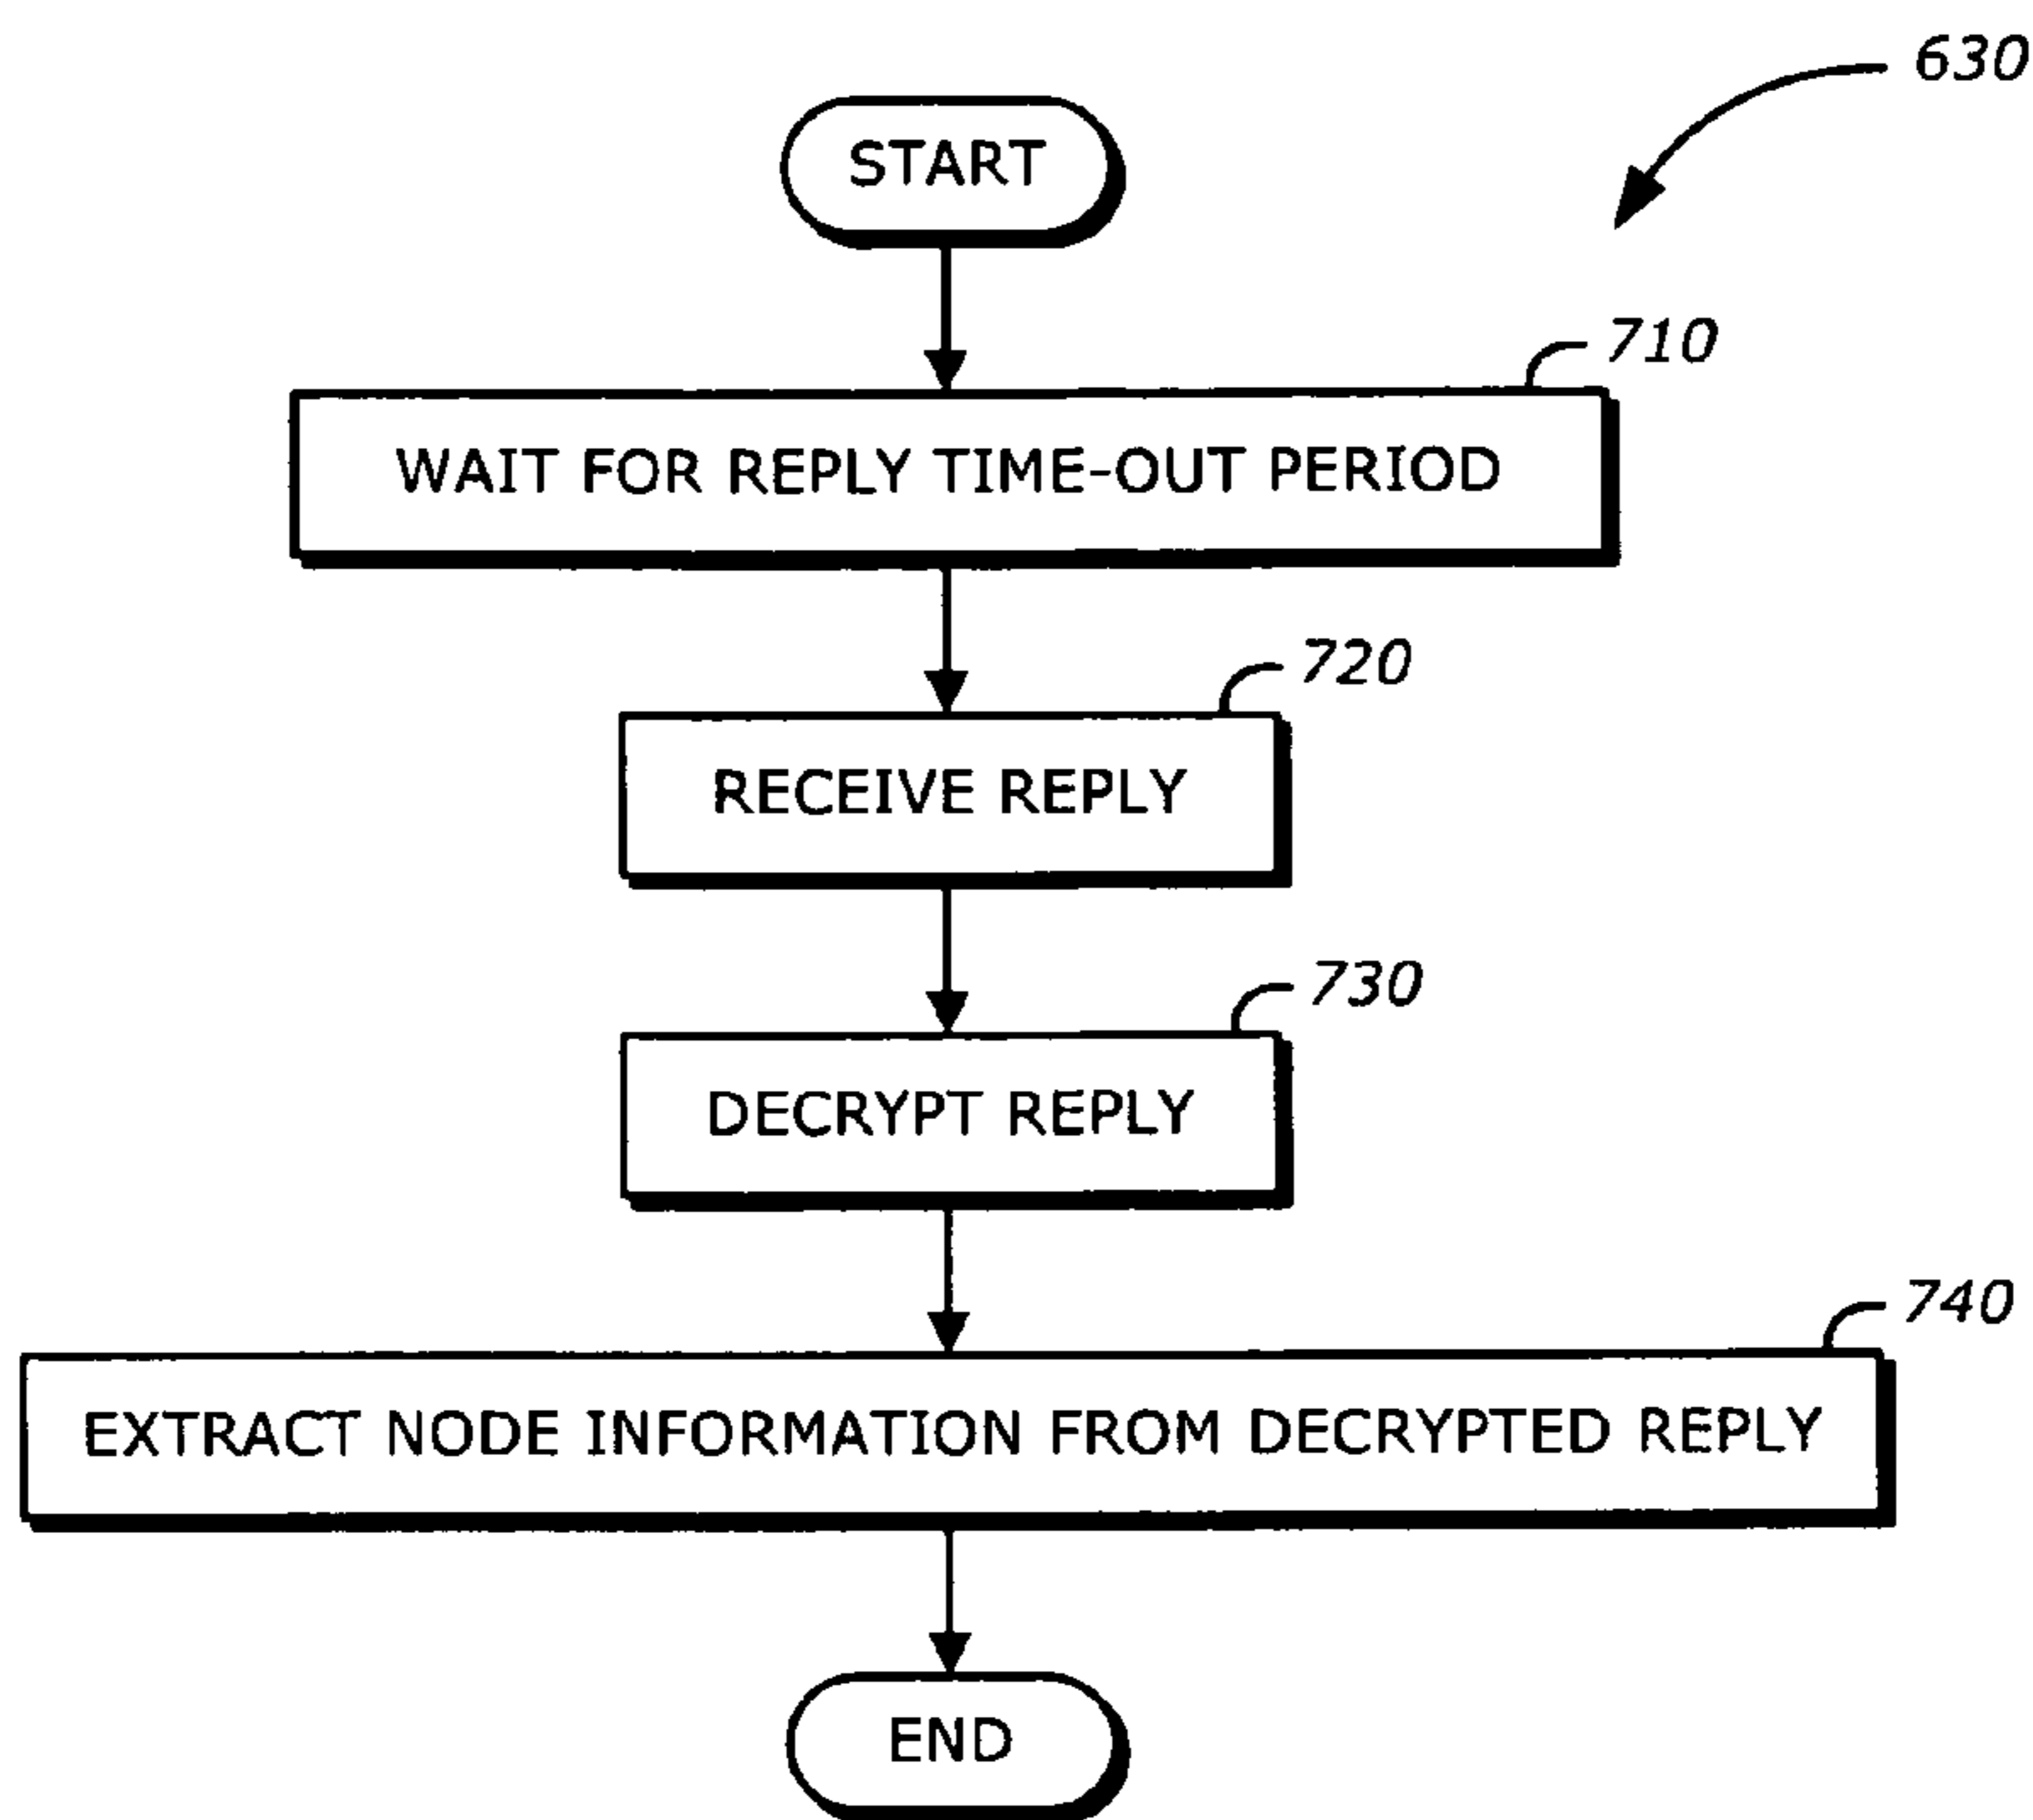 630
START
710
WAIT FOR REPLY TIME-OUT PERIOD
720
RECEIVE REPLY
730
DECRYPT REPLY
740
EXTRACT NODE INFORMATION FROM DECRYPTED REPLY
END